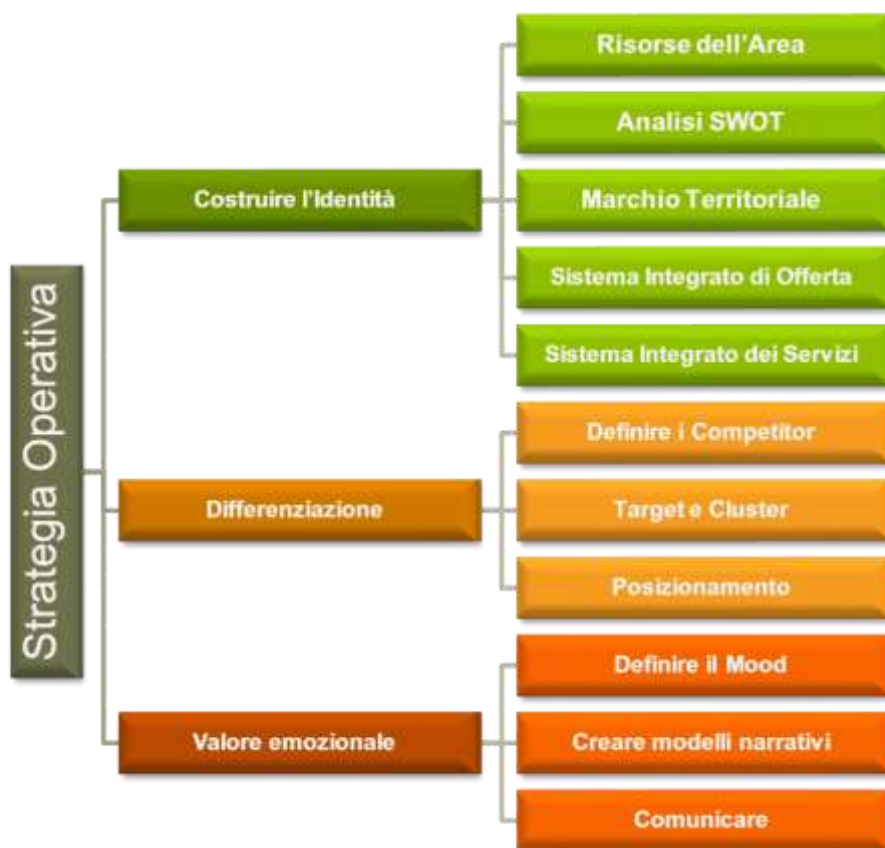 Strategia Operativa
Costruire l'Identità
Risorse dell'Area
Analisi SWOT
Marchio Territoriale
Sistema Integrato di Offerta
Sistema Integrato dei Servizi
Differenziazione
Definire i Competitor
Target e Cluster
Posizionamento
Valore emozionale
Definire il Mood
Creare modelli narrativi
Comunicare